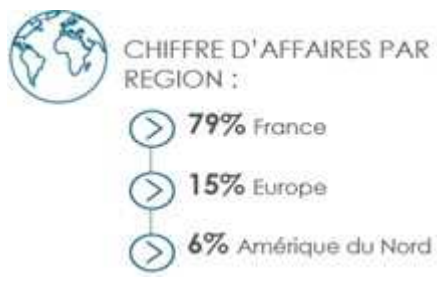 CHIFFRE D'AFFAIRES PAR
REGION :
79% France
15% Europe
6% Amérique du Nord